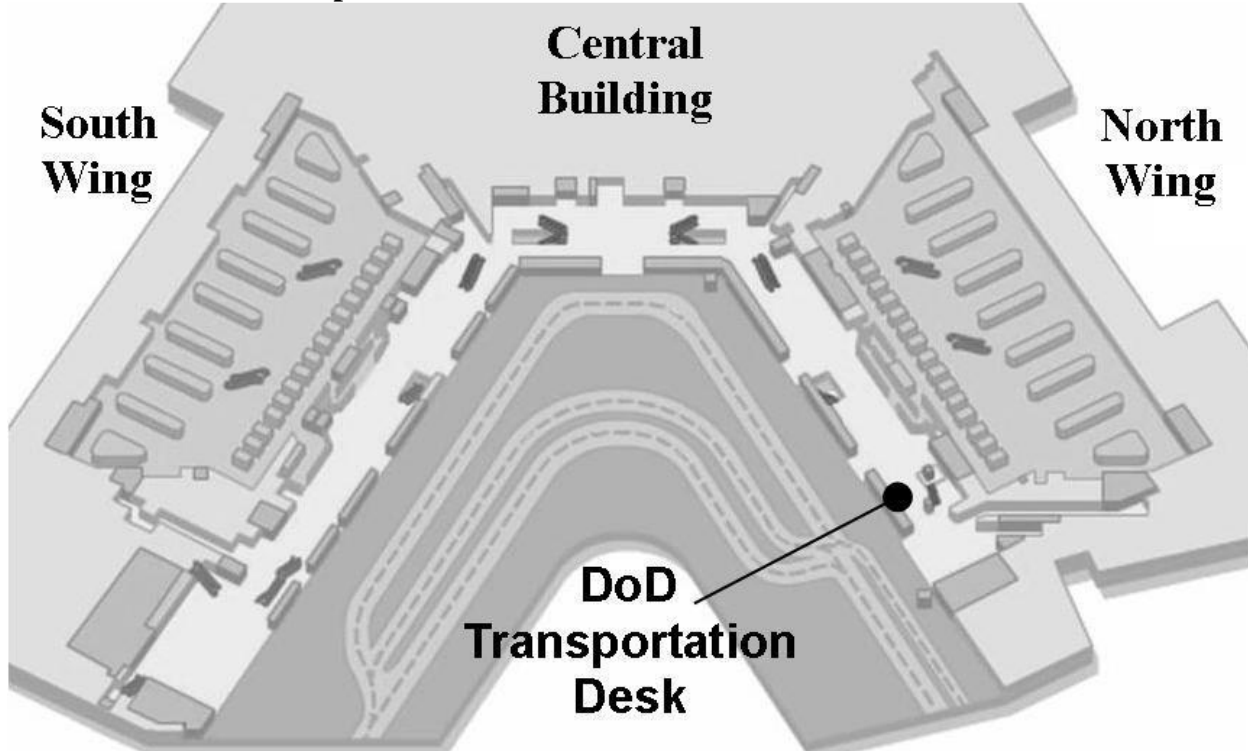 Central
Building
South
Wing
North
Wing
DoD
Transportation
Desk